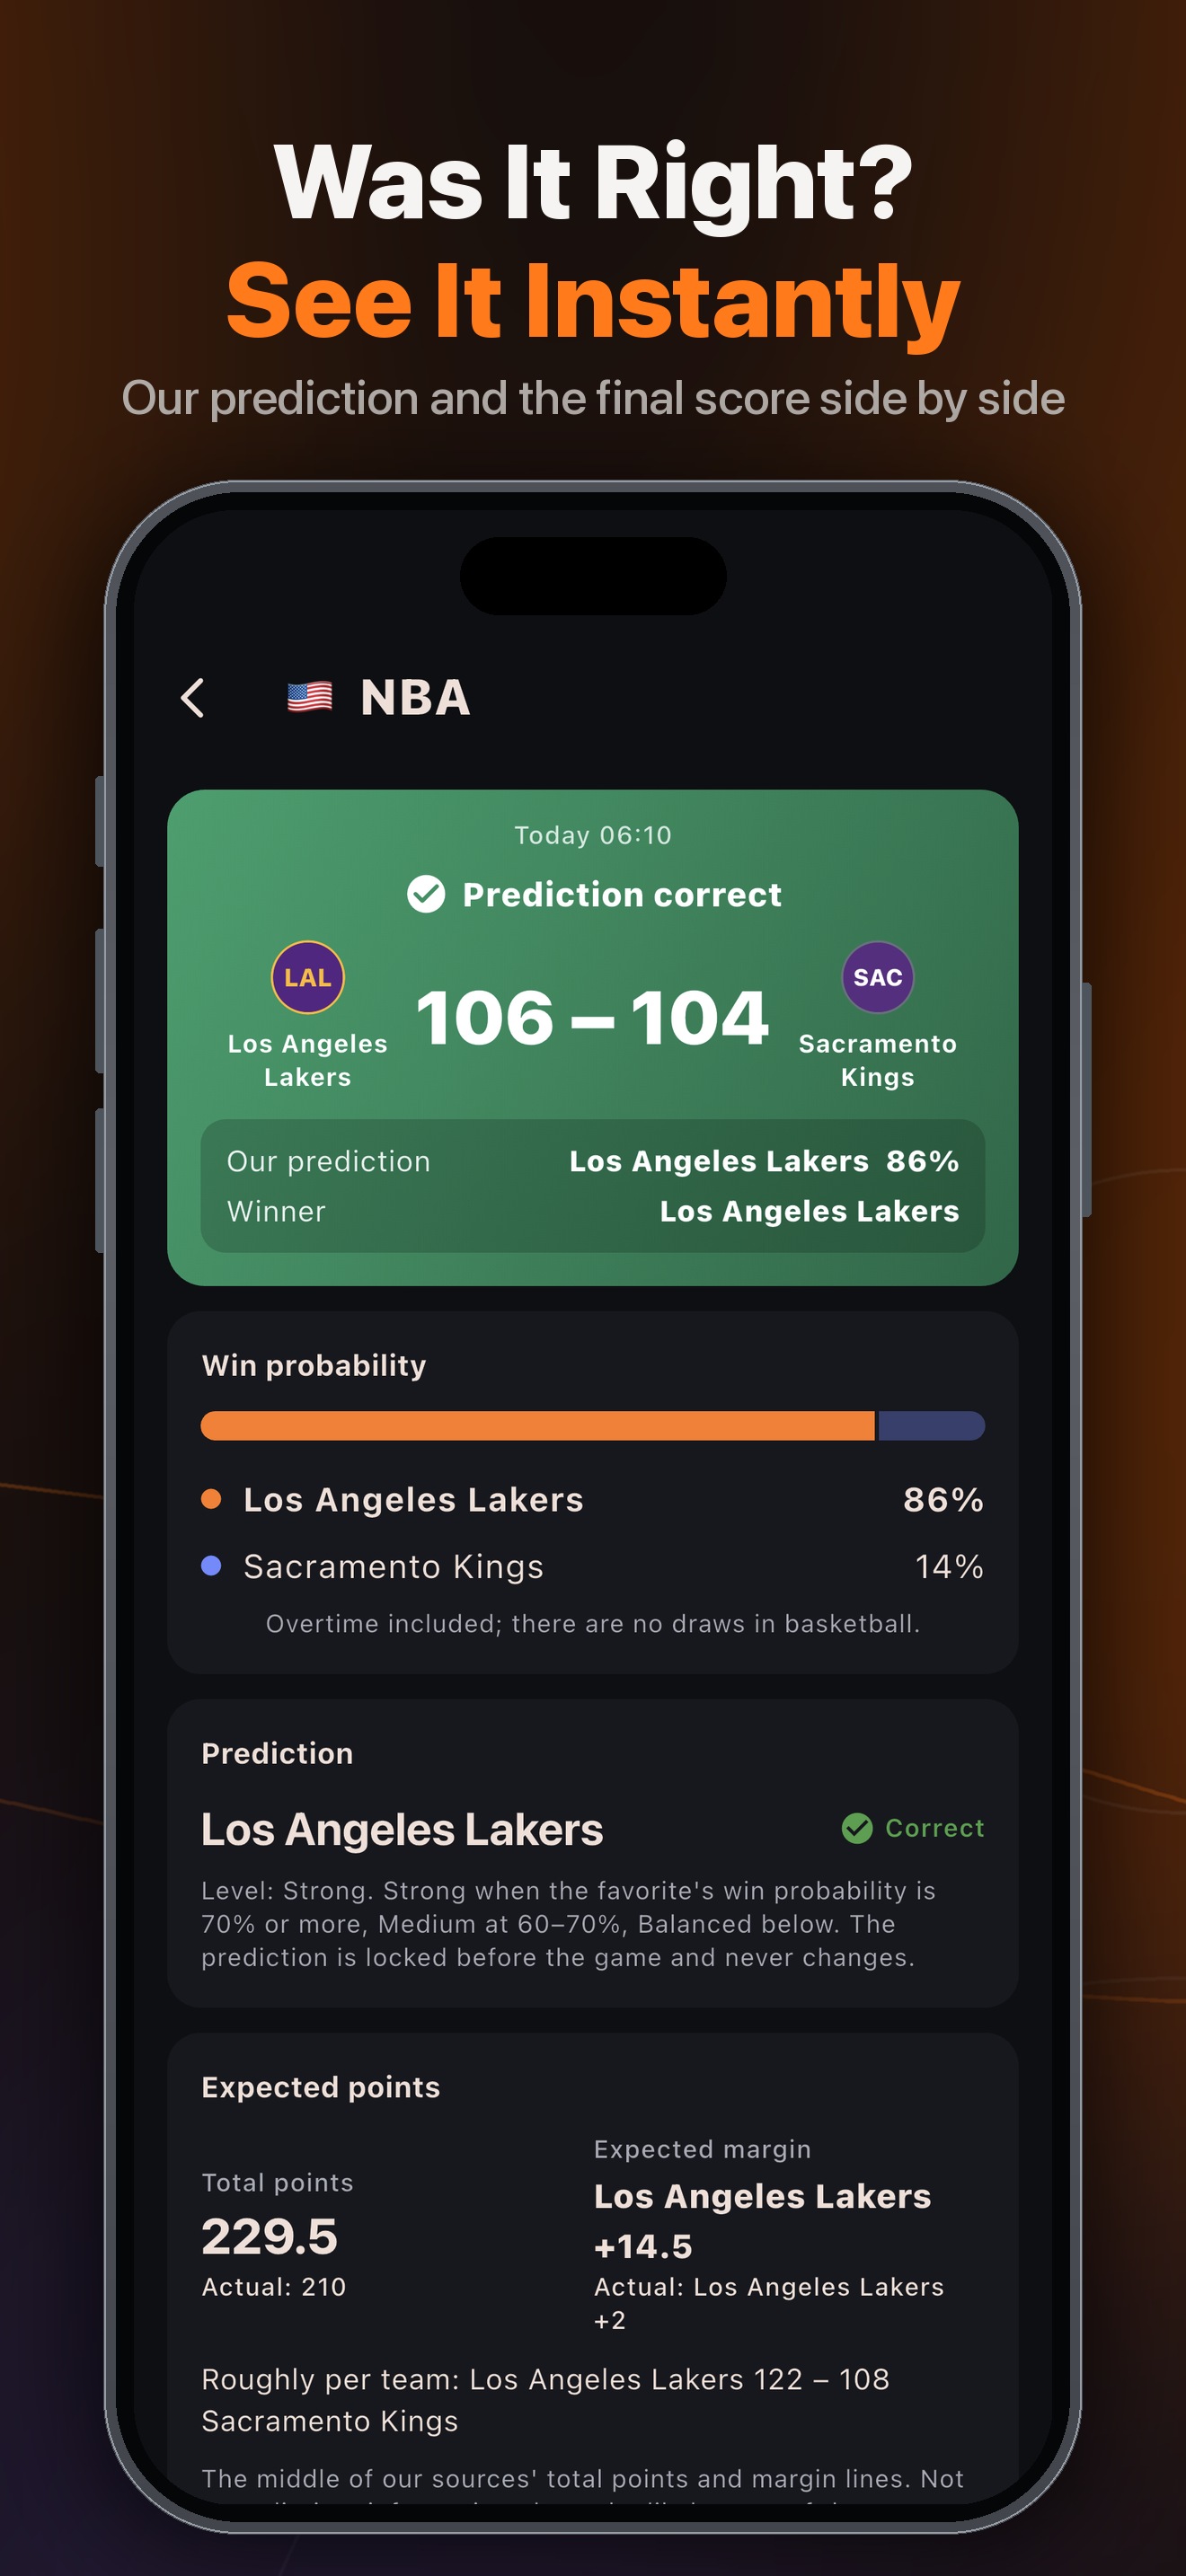 Was It Right?
See It Instantly
Our prediction and the final score side by side
NBA
Today 06:10
Prediction correct
LAL
Los Angeles
Lakers
106 – 104
SAC
Sacramento
Kings
Our prediction Los Angeles Lakers 86%
Winner Los Angeles Lakers
Win probability
Los Angeles Lakers 86%
Sacramento Kings 14%
Overtime included; there are no draws in basketball.
Prediction
Los Angeles Lakers Correct
Level: Strong. Strong when the favorite's win probability is
70% or more, Medium at 60–70%, Balanced below. The
prediction is locked before the game and never changes.
Expected points
Total points
229.5
Actual: 210
Expected margin
Los Angeles Lakers
+14.5
Actual: Los Angeles Lakers
+2
Roughly per team: Los Angeles Lakers 122 – 108
Sacramento Kings
The middle of our sources' total points and margin lines. Not